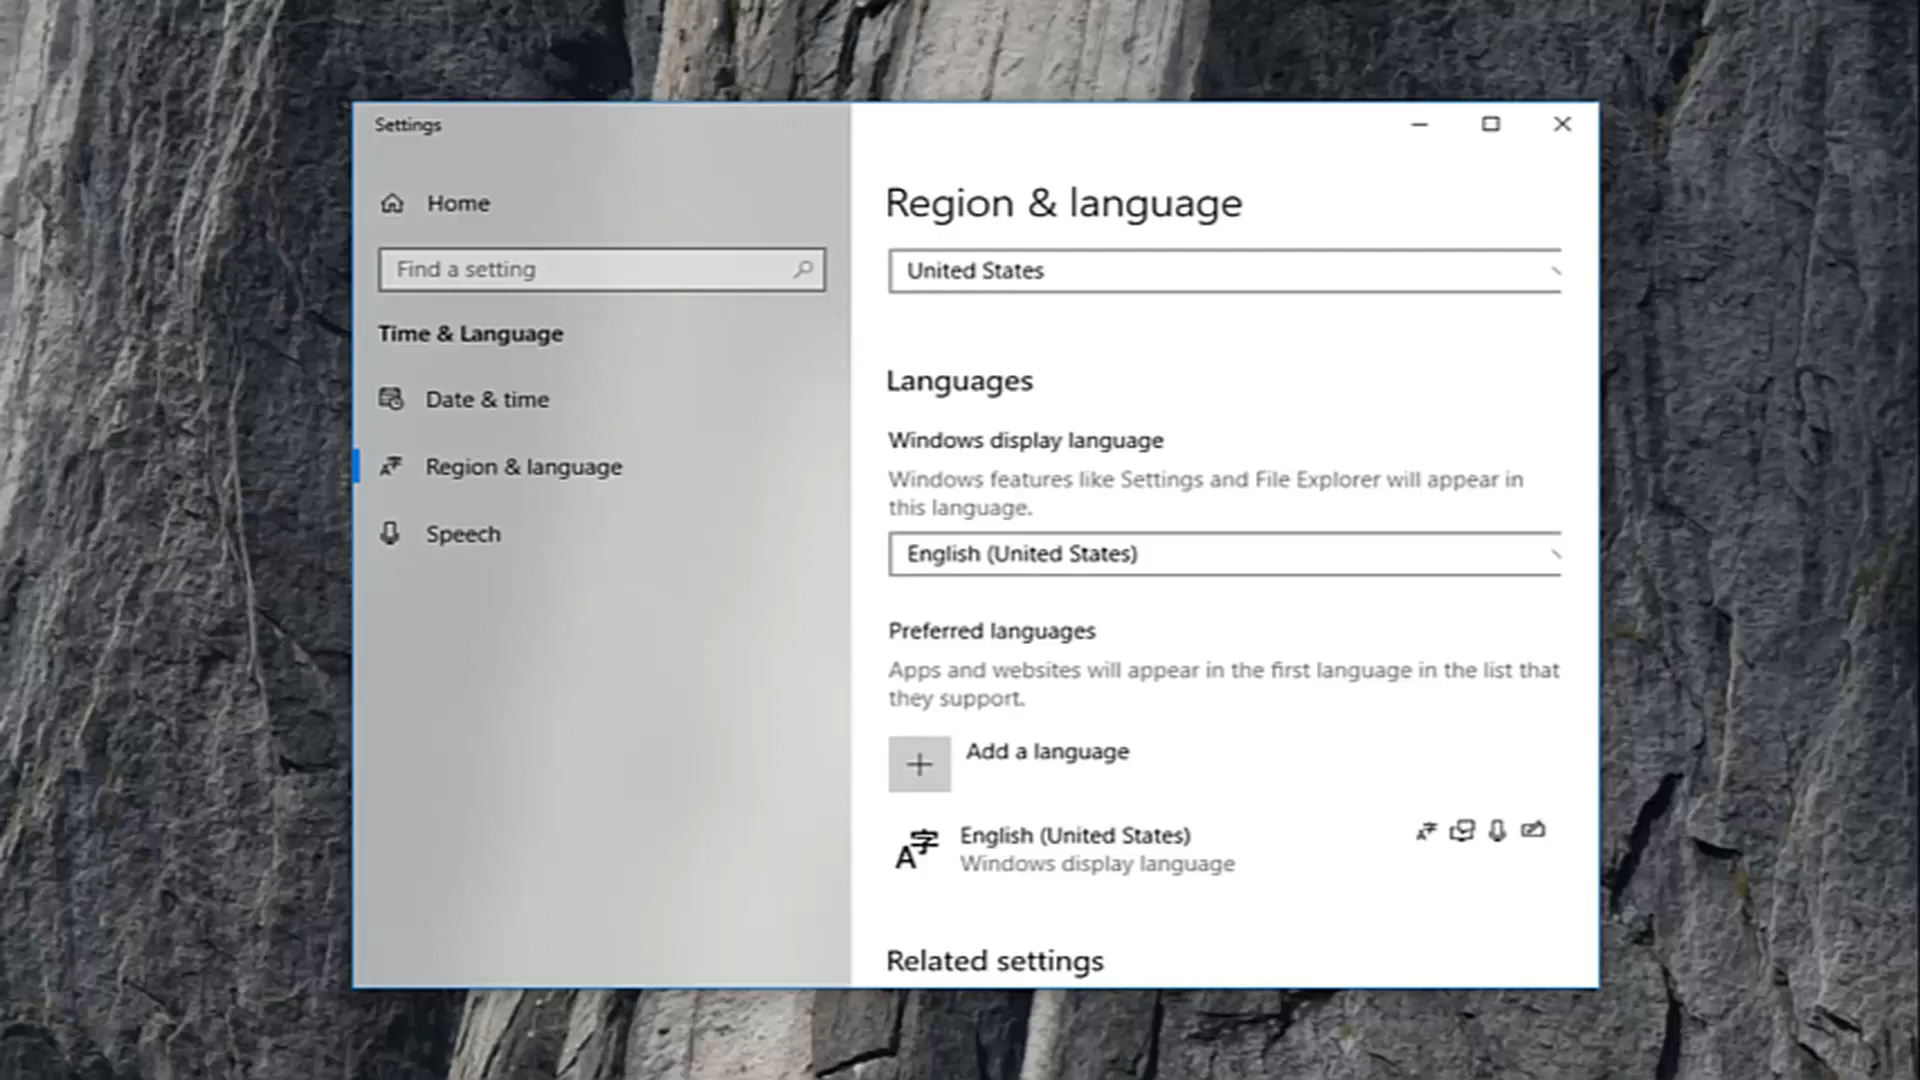 Settings
Home
Find a setting
Time & Language
Date & time
Region & language
Speech
Region & language
United States
Languages
Windows display language
Windows features like Settings and File Explorer will appear in
this language.
English (United States)
Preferred languages
Apps and websites will appear in the first language in the list that
they support.
Add a language
English (United States)
Windows display language
Related settings